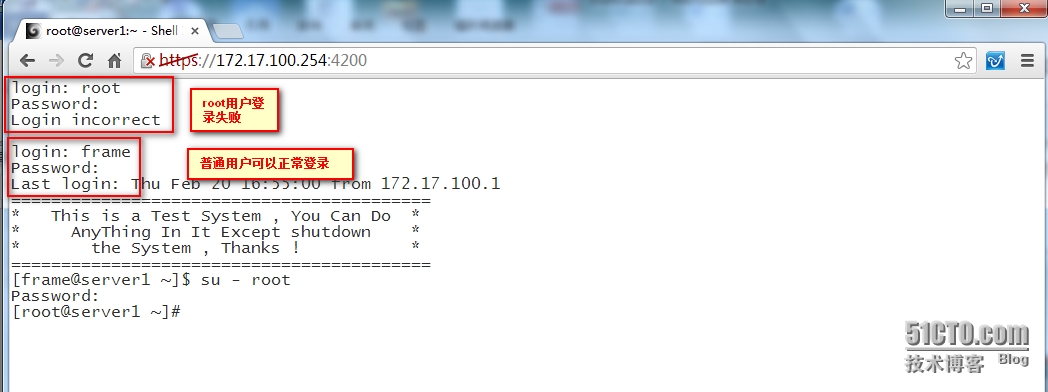 root@server1:~ - Shell
https://172.17.100.254:4200
login: root
Password:
Login incorrect
root用户登
录失败
login: frame
Password:
普通用户可以正常登录
Last login: Thu Feb 20 16:55:00 from 172.17.100.1
==========================================
*   This is a Test System , You Can Do  *
*     AnyThing In It Except shutdown    *
*       the System , Thanks !           *
==========================================
[frame@server1 ~]$ su - root
Password:
[root@server1 ~]#
51CTO.com
技术博客 Blog